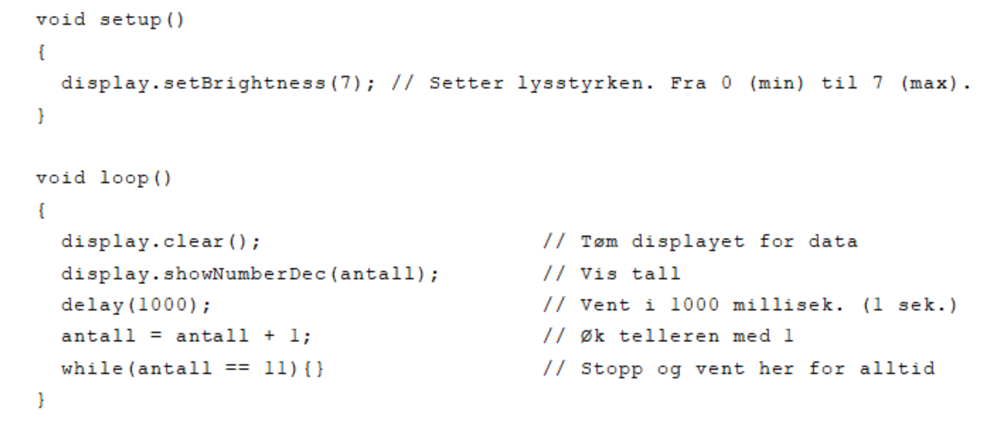 void setup()
{
  display.setBrightness(7); // Setter lysstyrken. Fra 0 (min) til 7 (max).
}

void loop()
{
  display.clear();                      // Tøm displayet for data
  display.showNumberDec(antall);        // Vis tall
  delay(1000);                          // Vent i 1000 millisek. (1 sek.)
  antall = antall + 1;                  // Øk telleren med 1
  while(antall == 11){}                 // Stopp og vent her for alltid
}